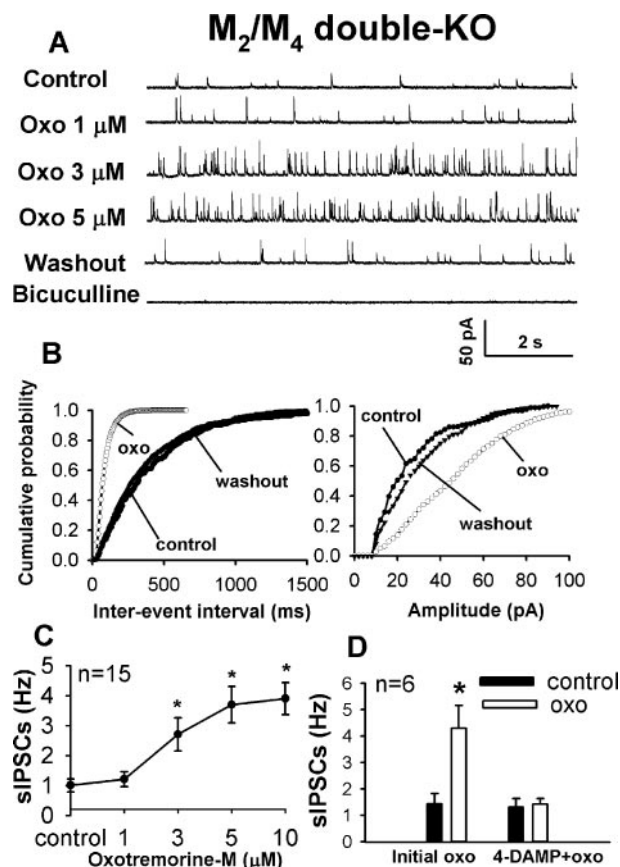 M2/M4 double-KO
A
Control
Oxo 1 μM
Oxo 3 μM
Oxo 5 μM
Washout
Bicuculline
50 pA
2 s
B
Cumulative probability
1.0
0.8
0.6
0.4
0.2
0.0
oxo
washout
control
0 500 1000 1500
Inter-event interval (ms)
1.0
0.8
0.6
0.4
0.2
0.0
control
oxo
washout
20 40 60 80 100
Amplitude (pA)
C
sIPSCs (Hz)
n=15
5
4
3
2
1
0
* * *
control 1 3 5 10
Oxotremorine-M (μM)
D
sIPSCs (Hz)
n=6
6
5
4
3
2
1
0
*
control
oxo
Initial oxo 4-DAMP+oxo